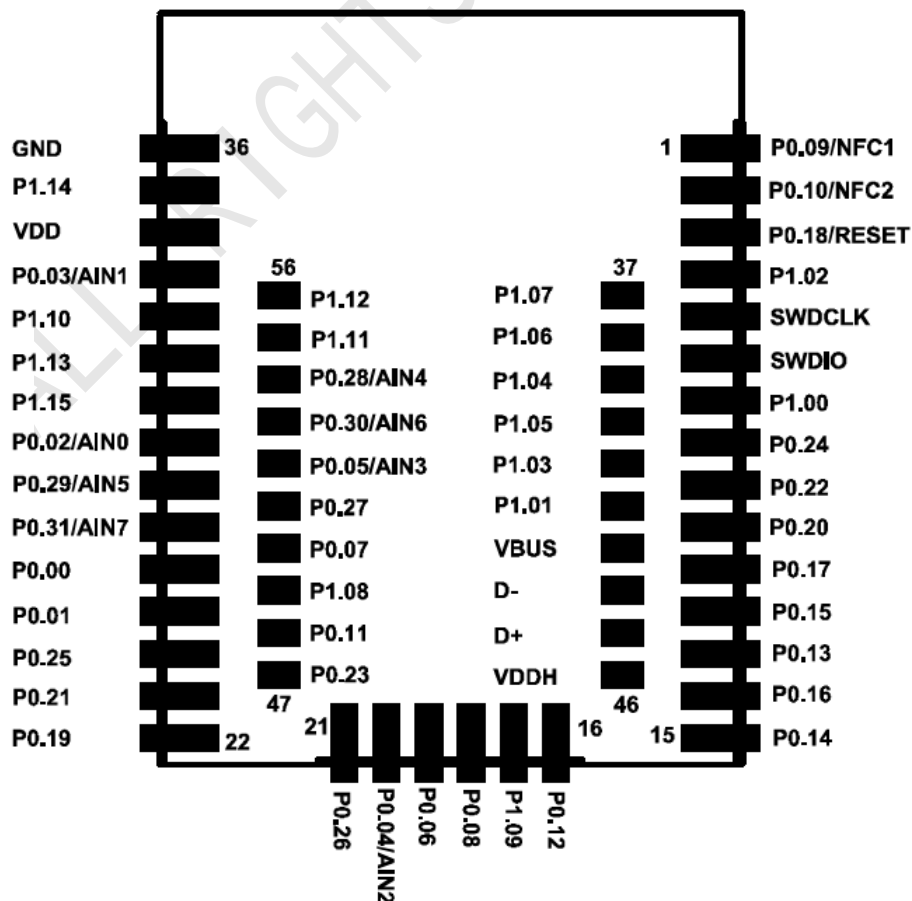 ALL RIGHTS
GND
P1.14
VDD
P0.03/AIN1
P1.10
P1.13
P1.15
P0.02/AIN0
P0.29/AIN5
P0.31/AIN7
P0.00
P0.01
P0.25
P0.21
P0.19
36
22
56
P1.12
P1.11
P0.28/AIN4
P0.30/AIN6
P0.05/AIN3
P0.27
P0.07
P1.08
P0.11
P0.23
47
37
P1.07
P1.06
P1.04
P1.05
P1.03
P1.01
VBUS
D-
D+
VDDH
46
1
15
P0.09/NFC1
P0.10/NFC2
P0.18/RESET
P1.02
SWDCLK
SWDIO
P1.00
P0.24
P0.22
P0.20
P0.17
P0.15
P0.13
P0.16
P0.14
21
16
P0.26
P0.04/AIN2
P0.06
P0.08
P1.09
P0.12